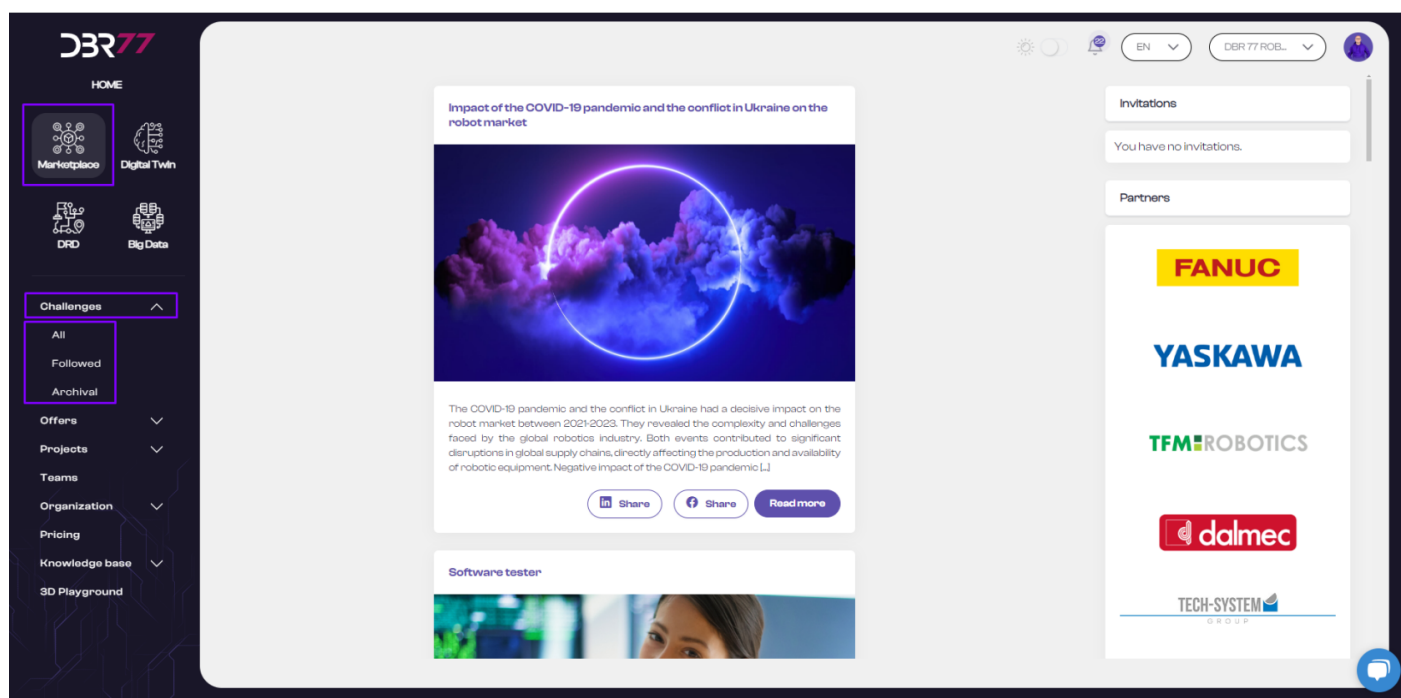 DBR77
HOME
Marketplace
Digital Twin
DRD
Big Data
Challenges
All
Followed
Archival
Offers
Projects
Teams
Organization
Pricing
Knowledge base
3D Playground
22
EN
DBR 77 ROB...
Impact of the COVID-19 pandemic and the conflict in Ukraine on the
robot market
The COVID-19 pandemic and the conflict in Ukraine had a decisive impact on the
robot market between 2021-2023. They revealed the complexity and challenges
faced by the global robotics industry. Both events contributed to significant
disruptions in global supply chains, directly affecting the production and availability
of robotic equipment. Negative impact of the COVID-19 pandemic [...]
Share
Share
Read more
Software tester
Invitations
You have no invitations.
Partners
FANUC
YASKAWA
TFM ROBOTICS
dalmec
TECH-SYSTEM
GROUP